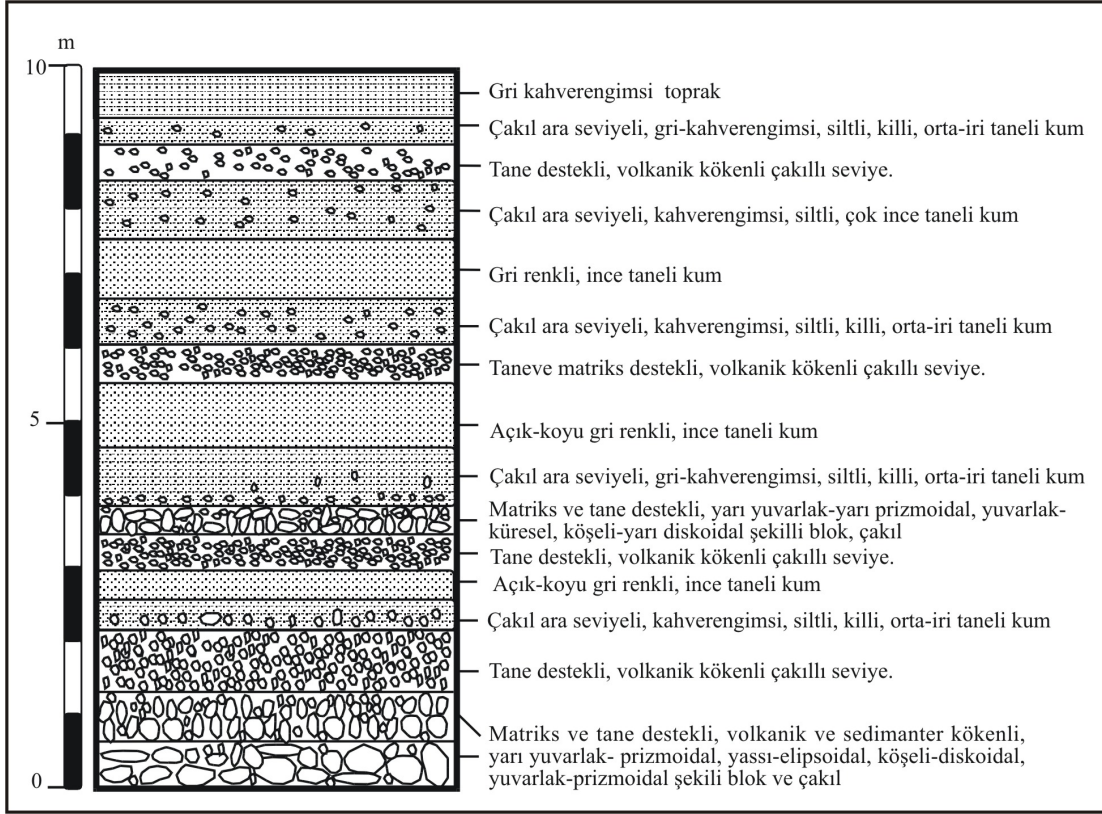 m
10
Gri kahverengimsi toprak
Çakıl ara seviyeli, gri-kahverengimsi, siltli, killi, orta-iri taneli kum
Tane destekli, volkanik kökenli çakıllı seviye.
Çakıl ara seviyeli, kahverengimsi, siltli, çok ince taneli kum
Gri renkli, ince taneli kum
Çakıl ara seviyeli, kahverengimsi, siltli, killi, orta-iri taneli kum
Taneve matriks destekli, volkanik kökenli çakıllı seviye.
5
Açık-koyu gri renkli, ince taneli kum
Çakıl ara seviyeli, gri-kahverengimsi, siltli, killi, orta-iri taneli kum
Matriks ve tane destekli, yarı yuvarlak-yarı prizmoidal, yuvarlak-
küresel, köşeli-yarı diskoidal şekilli blok, çakıl
Tane destekli, volkanik kökenli çakıllı seviye.
Açık-koyu gri renkli, ince taneli kum
Çakıl ara seviyeli, kahverengimsi, siltli, killi, orta-iri taneli kum
Tane destekli, volkanik kökenli çakıllı seviye.
Matriks ve tane destekli, volkanik ve sedimanter kökenli,
yarı yuvarlak- prizmoidal, yassı-elipsoidal, köşeli-diskoidal,
yuvarlak-prizmoidal şekili blok ve çakıl
0